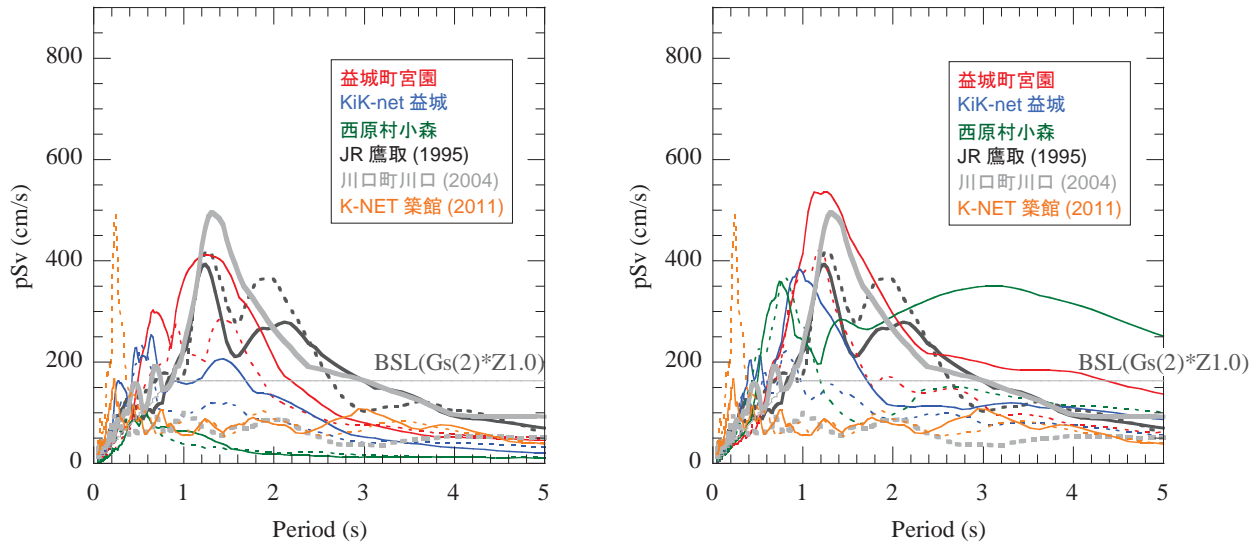 800
600
400
200
0
pSv (cm/s)
益城町宮園
KiK-net 益城
西原村小森
JR 鷹取 (1995)
川口町川口 (2004)
K-NET 築館 (2011)
BSL(Gs(2)*Z1.0)
0 1 2 3 4 5
Period (s)
800
600
400
200
0
pSv (cm/s)
益城町宮園
KiK-net 益城
西原村小森
JR 鷹取 (1995)
川口町川口 (2004)
K-NET 築館 (2011)
BSL(Gs(2)*Z1.0)
0 1 2 3 4 5
Period (s)